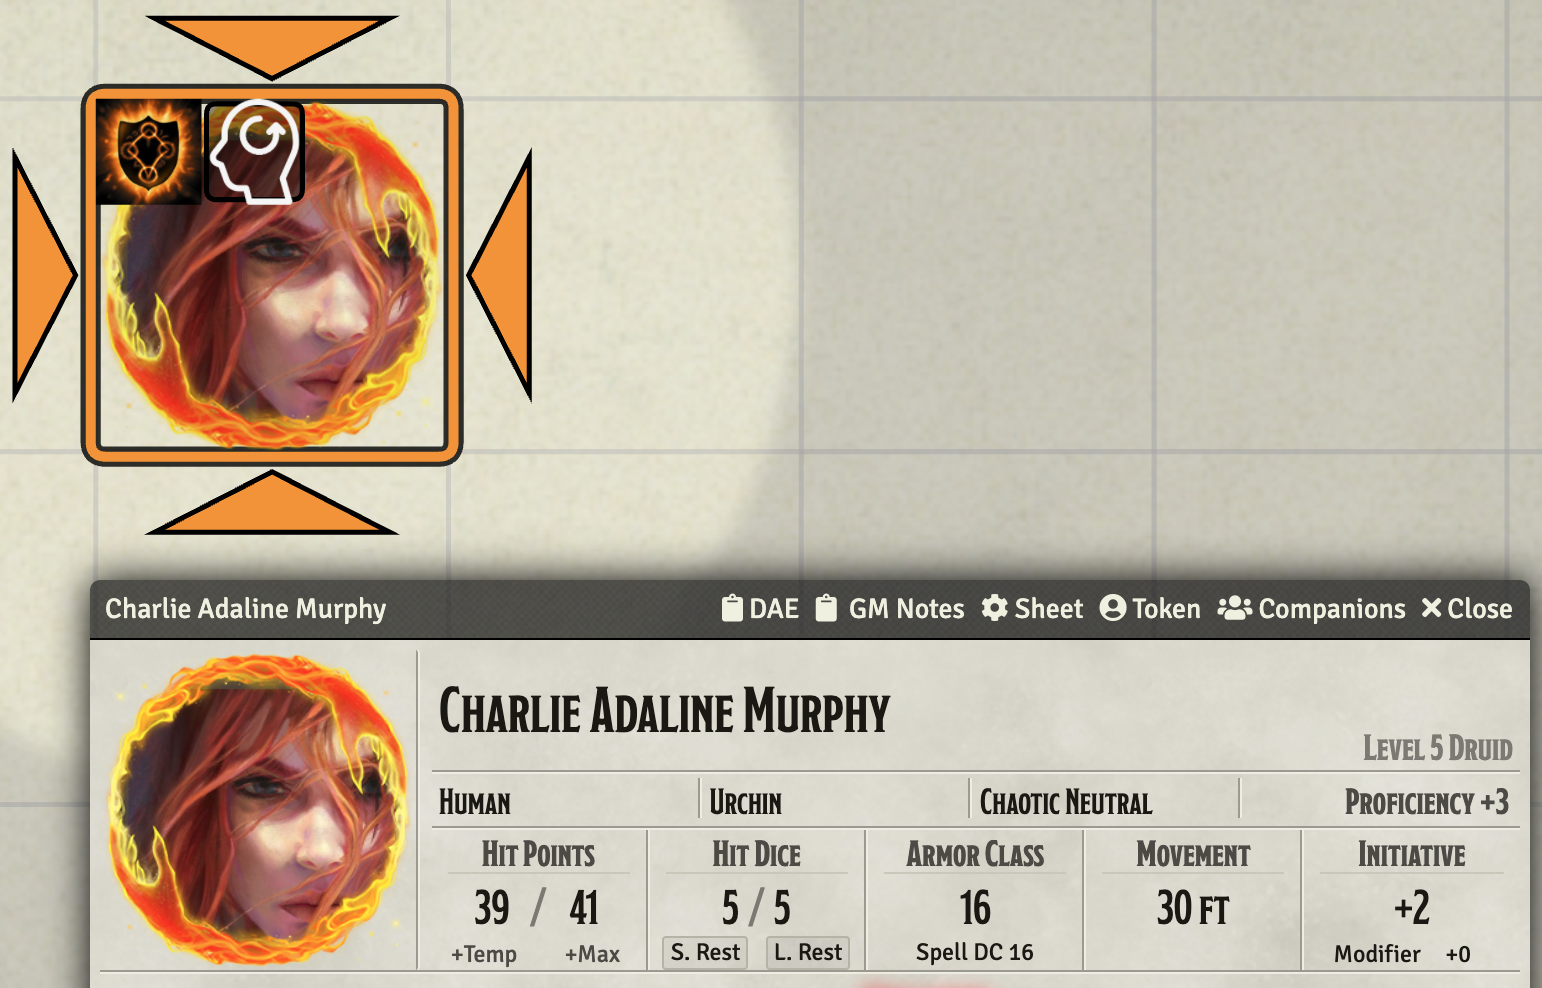 Charlie Adaline Murphy DAE GM Notes Sheet Token Companions Close
Charlie Adaline Murphy
Level 5 Druid
Human Urchin Chaotic Neutral Proficiency +3
Hit Points Hit Dice Armor Class Movement Initiative
39 / 41 5 / 5 16 30 ft +2
+Temp +Max S. Rest L. Rest Spell DC 16 Modifier +0